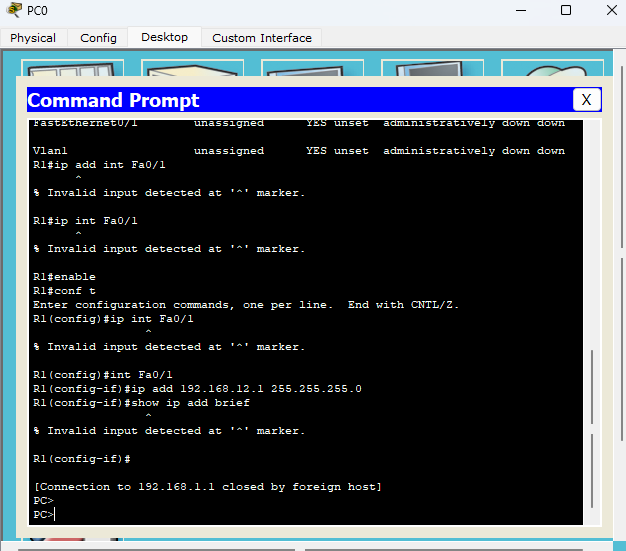 PC0
Physical Config Desktop Custom Interface
Command Prompt X
FastEthernet0/1 unassigned YES unset administratively down down
Vlan1 unassigned YES unset administratively down down
R1#ip add int Fa0/1
^
% Invalid input detected at '^' marker.
R1#ip int Fa0/1
^
% Invalid input detected at '^' marker.
R1#enable
R1#conf t
Enter configuration commands, one per line. End with CNTL/Z.
R1(config)#ip int Fa0/1
^
% Invalid input detected at '^' marker.
R1(config)#int Fa0/1
R1(config-if)#ip add 192.168.12.1 255.255.255.0
R1(config-if)#show ip add brief
^
% Invalid input detected at '^' marker.
R1(config-if)#
[Connection to 192.168.1.1 closed by foreign host]
PC>
PC>